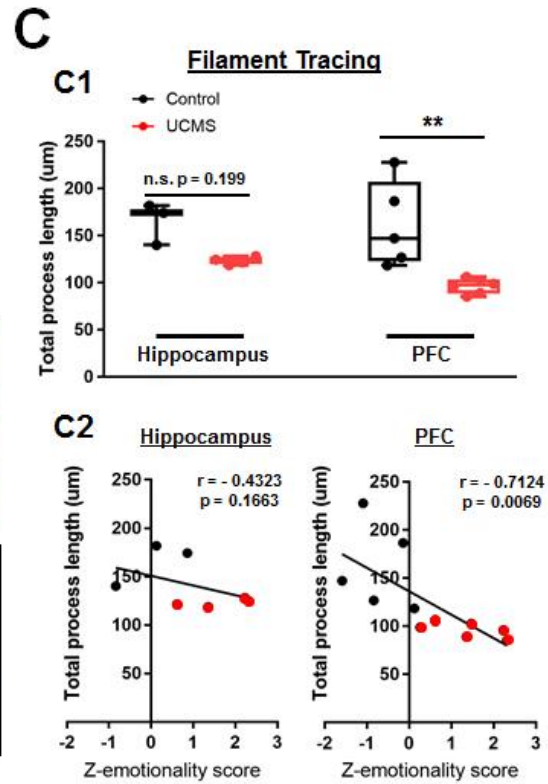 C
Filament Tracing
C1
Control
UCMS
Total process length (um)
250
200
150
100
50
0
n.s. p = 0.199
**
Hippocampus
PFC
C2
Hippocampus
Total process length (um)
250
200
150
100
50
r = - 0.4323
p = 0.1663
-2 -1 0 1 2 3
Z-emotionality score
PFC
Total process length (um)
250
200
150
100
50
r = - 0.7124
p = 0.0069
-2 -1 0 1 2 3
Z-emotionality score